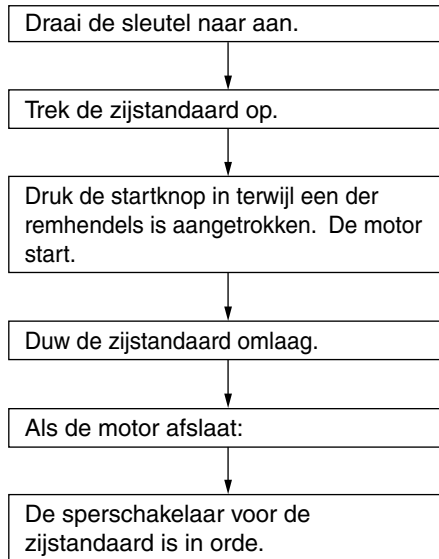 Draai de sleutel naar aan.
Trek de zijstandaard op.
Druk de startknop in terwijl een der
remhendels is aangetrokken. De motor
start.
Duw de zijstandaard omlaag.
Als de motor afslaat:
De sperschakelaar voor de
zijstandaard is in orde.